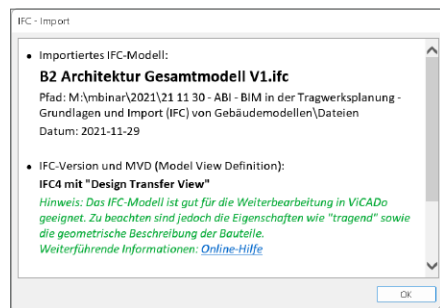 IFC - Import
• Importiertes IFC-Modell:
B2 Architektur Gesamtmodell V1.ifc
Pfad: M:\mbinar\2021\21 11 30 - ABI - BIM in der Tragwerksplanung -
Grundlagen und Import (IFC) von Gebäudemodellen\Dateien
Datum: 2021-11-29
• IFC-Version und MVD (Model View Definition):
IFC4 mit "Design Transfer View"
Hinweis: Das IFC-Modell ist gut für die Weiterbearbeitung in ViCADo
geeignet. Zu beachten sind jedoch die Eigenschaften wie "tragend" sowie
die geometrische Beschreibung der Bauteile.
Weiterführende Informationen: Online-Hilfe
OK